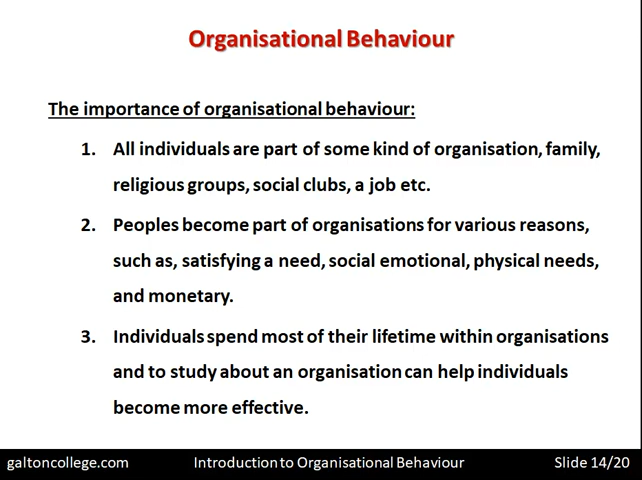 Organisational Behaviour
The importance of organisational behaviour:
1. All individuals are part of some kind of organisation, family,
religious groups, social clubs, a job etc.
2. Peoples become part of organisations for various reasons,
such as, satisfying a need, social emotional, physical needs,
and monetary.
3. Individuals spend most of their lifetime within organisations
and to study about an organisation can help individuals
become more effective.
galtoncollege.com Introduction to Organisational Behaviour Slide 14/20